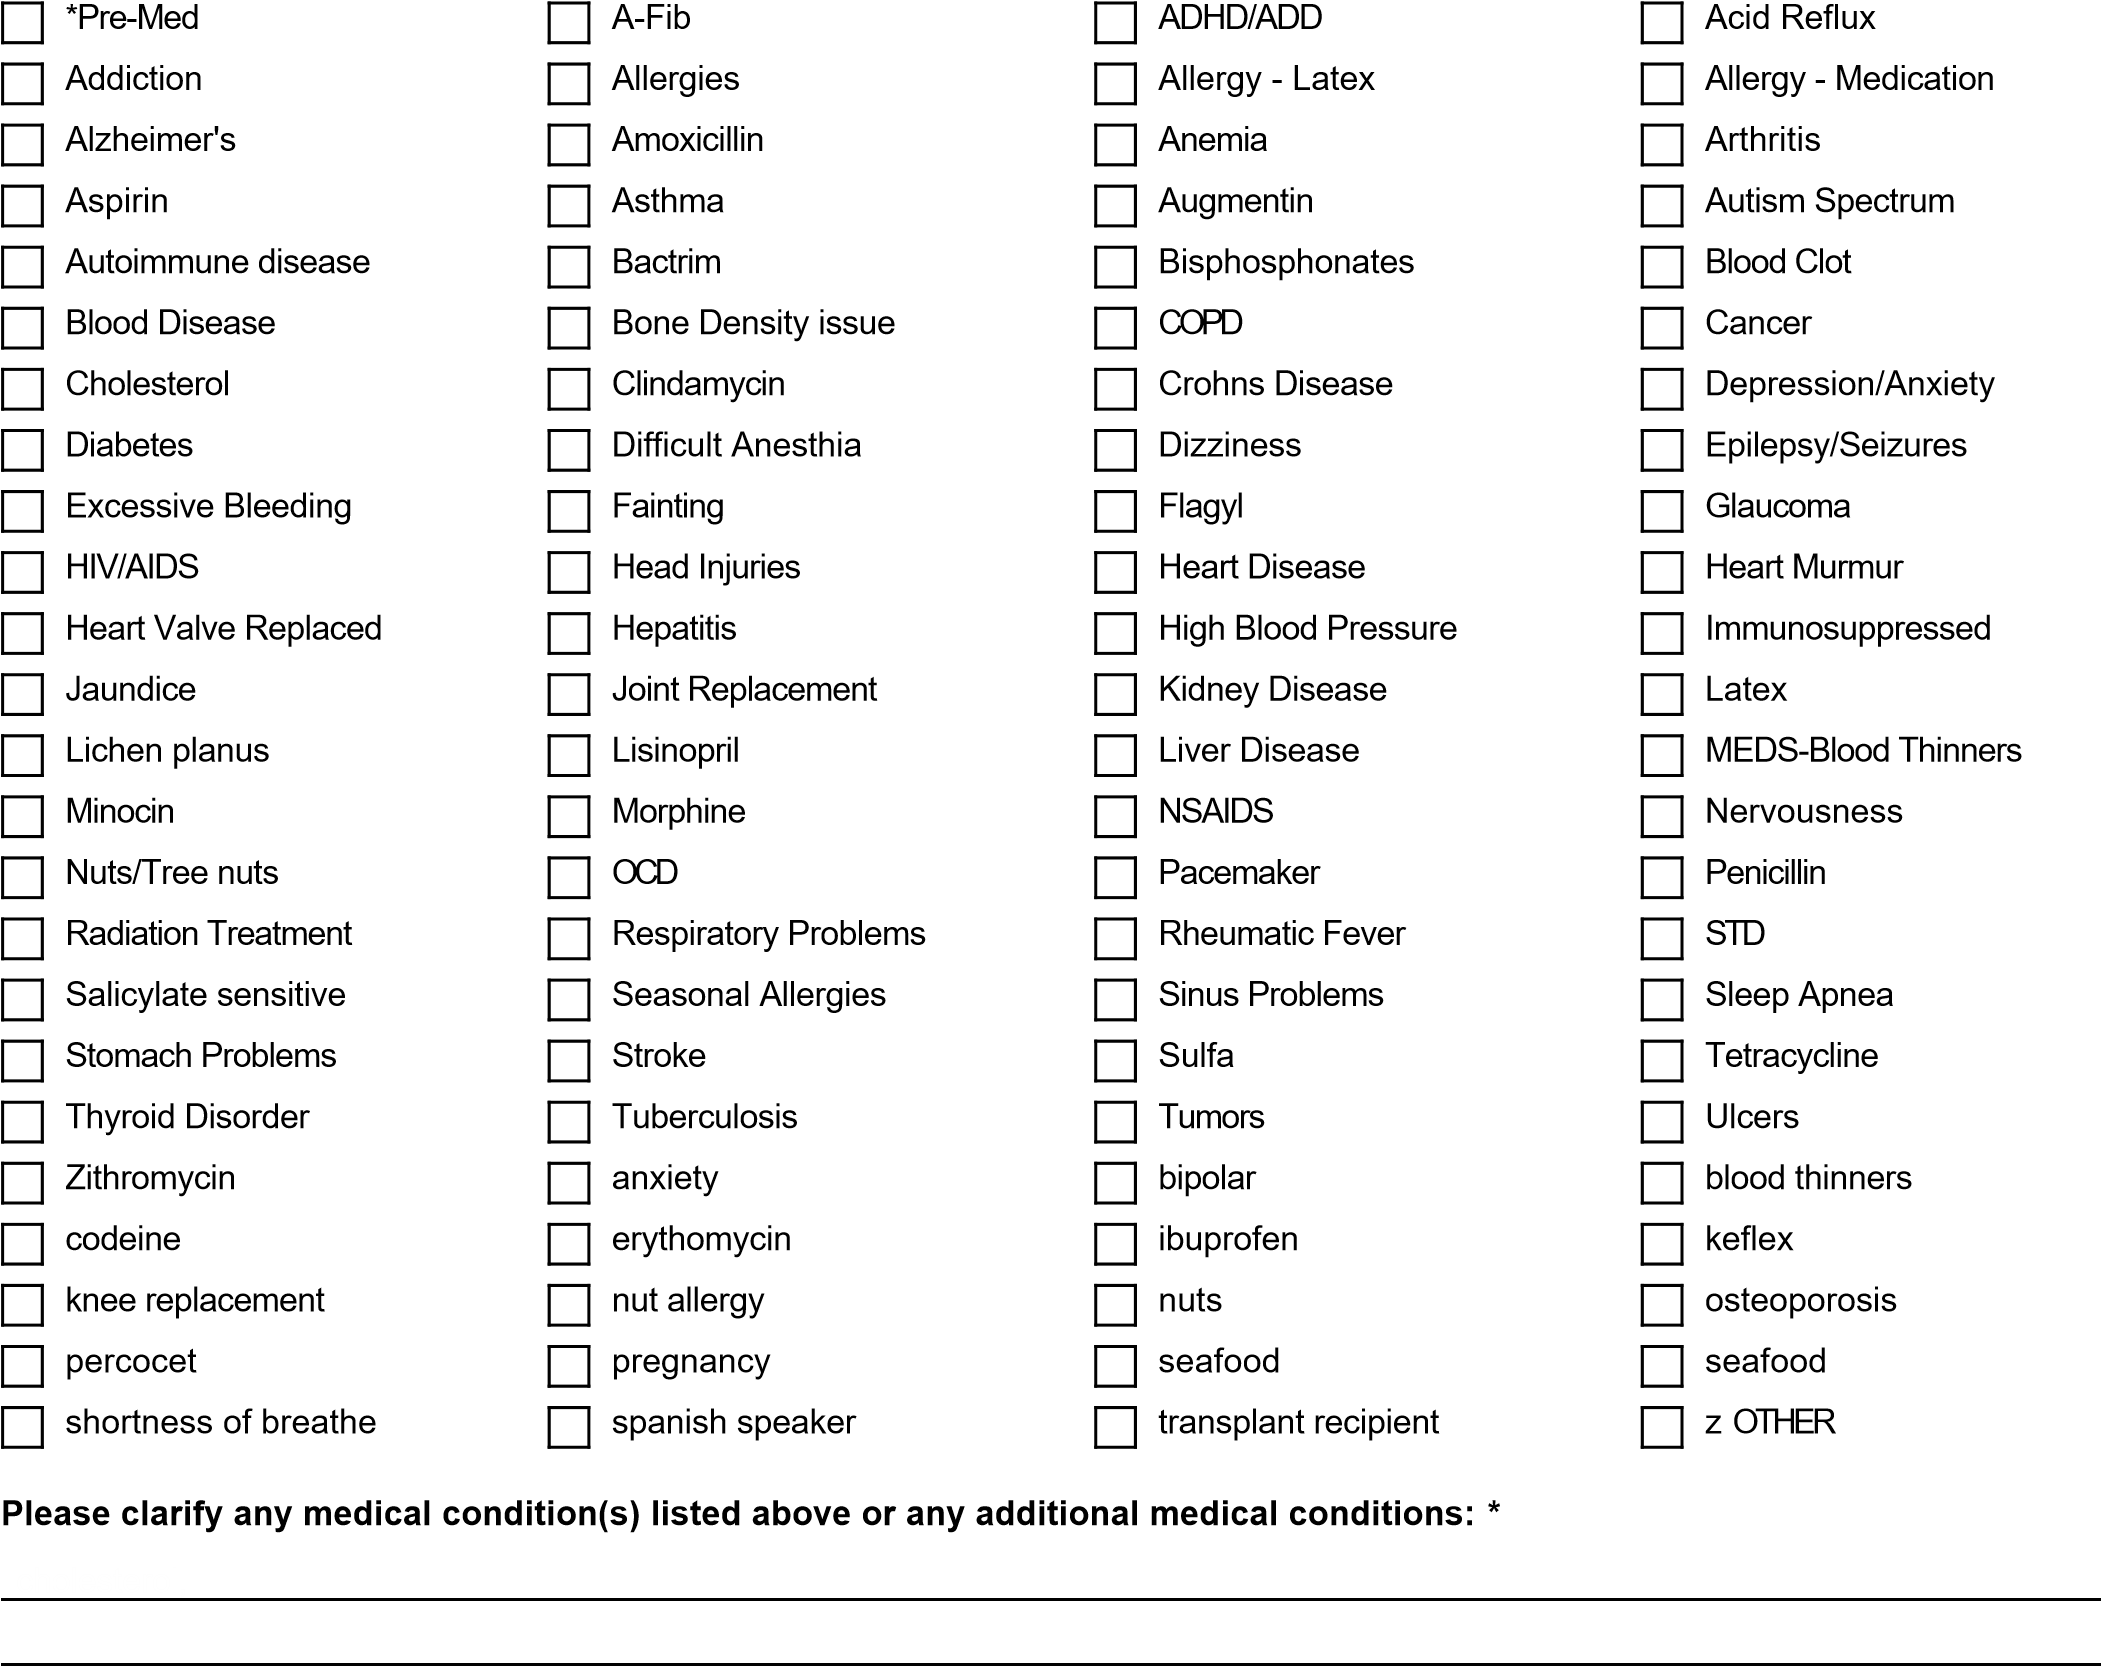 *Pre-Med A-Fib ADHD/ADD Acid Reflux
Addiction Allergies Allergy - Latex Allergy - Medication
Alzheimer's Amoxicillin Anemia Arthritis
Aspirin Asthma Augmentin Autism Spectrum
Autoimmune disease Bactrim Bisphosphonates Blood Clot
Blood Disease Bone Density issue COPD Cancer
Cholesterol Clindamycin Crohns Disease Depression/Anxiety
Diabetes Difficult Anesthia Dizziness Epilepsy/Seizures
Excessive Bleeding Fainting Flagyl Glaucoma
HIV/AIDS Head Injuries Heart Disease Heart Murmur
Heart Valve Replaced Hepatitis High Blood Pressure Immunosuppressed
Jaundice Joint Replacement Kidney Disease Latex
Lichen planus Lisinopril Liver Disease MEDS-Blood Thinners
Minocin Morphine NSAIDS Nervousness
Nuts/Tree nuts OCD Pacemaker Penicillin
Radiation Treatment Respiratory Problems Rheumatic Fever STD
Salicylate sensitive Seasonal Allergies Sinus Problems Sleep Apnea
Stomach Problems Stroke Sulfa Tetracycline
Thyroid Disorder Tuberculosis Tumors Ulcers
Zithromycin anxiety bipolar blood thinners
codeine erythomycin ibuprofen keflex
knee replacement nut allergy nuts osteoporosis
percocet pregnancy seafood seafood
shortness of breathe spanish speaker transplant recipient z OTHER
Please clarify any medical condition(s) listed above or any additional medical conditions: *